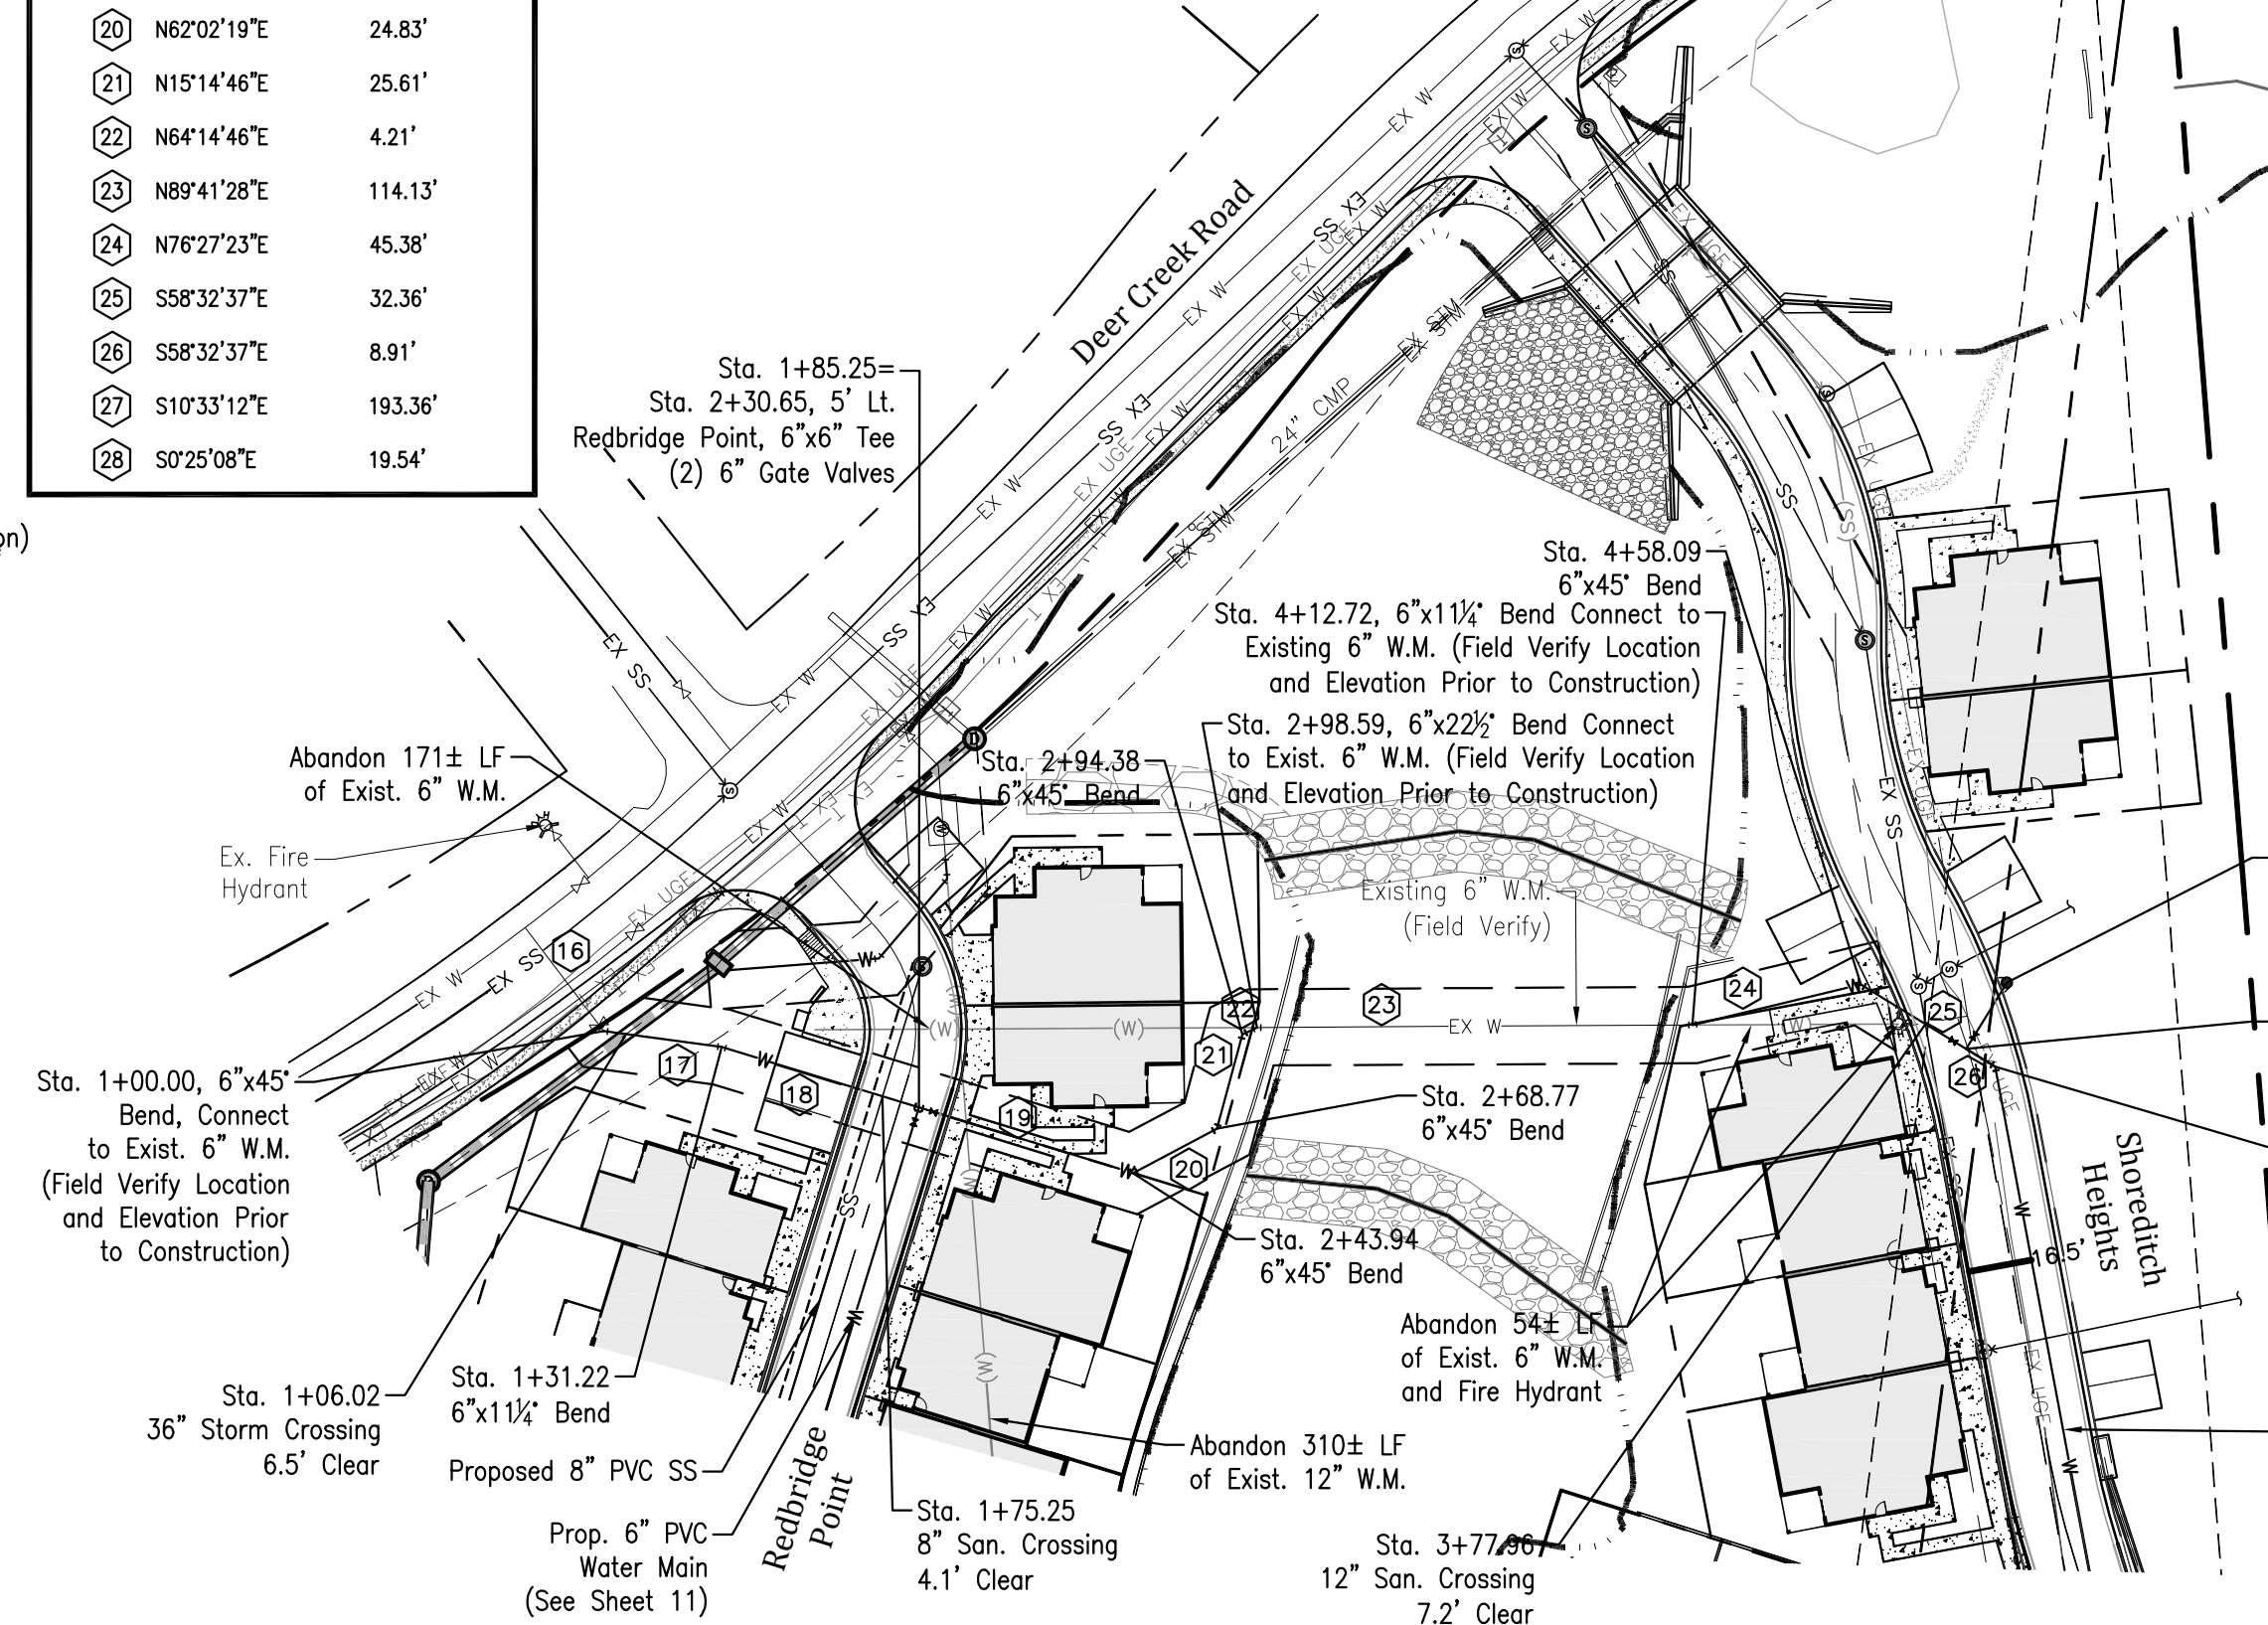 20 N62°02'19"E 24.83'
21 N15°14'46"E 25.61'
22 N64°14'46"E 4.21'
23 N89°41'28"E 114.13'
24 N76°27'23"E 45.38'
25 S58°32'37"E 32.36'
26 S58°32'37"E 8.91'
27 S10°33'12"E 193.36'
28 S0°25'08"E 19.54'
on)
Deer Creek Road
Sta. 1+85.25=
Sta. 2+30.65, 5' Lt.
Redbridge Point, 6"x6" Tee
(2) 6" Gate Valves
24" CMP
EX STM
EX STM
EX W
EX SS
EX UGE
Sta. 4+58.09
6"x45° Bend
Sta. 4+12.72, 6"x11¼° Bend Connect to
Existing 6" W.M. (Field Verify Location
and Elevation Prior to Construction)
Sta. 2+98.59, 6"x22½° Bend Connect
to Exist. 6" W.M. (Field Verify Location
and Elevation Prior to Construction)
Sta. 2+94.38
6"x45° Bend
Abandon 171± LF
of Exist. 6" W.M.
Ex. Fire
Hydrant
Existing 6" W.M.
(Field Verify)
16
17
18
19
20
21
22
23
24
25
26
(W)
(W)
EX W
(W)
(SS)
SS
SS
EX SS
EX UGE
Sta. 1+00.00, 6"x45°
Bend, Connect
to Exist. 6" W.M.
(Field Verify Location
and Elevation Prior
to Construction)
Sta. 2+68.77
6"x45° Bend
Sta. 2+43.94
6"x45° Bend
Shoreditch
Heights
16.5'
Abandon 54± LF
of Exist. 6" W.M.
and Fire Hydrant
Sta. 1+06.02
36" Storm Crossing
6.5' Clear
Sta. 1+31.22
6"x11¼° Bend
Proposed 8" PVC SS
Prop. 6" PVC
Water Main
(See Sheet 11)
Redbridge
Point
Abandon 310± LF
of Exist. 12" W.M.
Sta. 1+75.25
8" San. Crossing
4.1' Clear
Sta. 3+77.96
12" San. Crossing
7.2' Clear